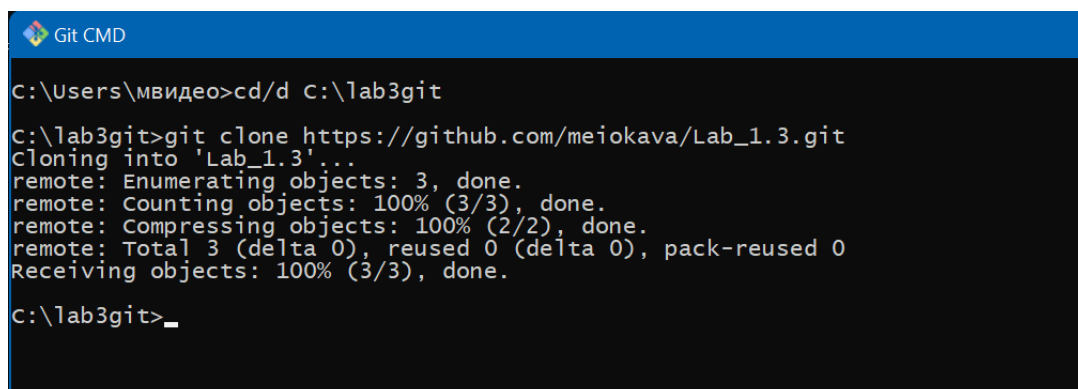 Git CMD
C:\Users\мвидео>cd/d C:\lab3git
C:\lab3git>git clone https://github.com/meiokava/Lab_1.3.git
Cloning into 'Lab_1.3'...
remote: Enumerating objects: 3, done.
remote: Counting objects: 100% (3/3), done.
remote: Compressing objects: 100% (2/2), done.
remote: Total 3 (delta 0), reused 0 (delta 0), pack-reused 0
Receiving objects: 100% (3/3), done.
C:\lab3git>